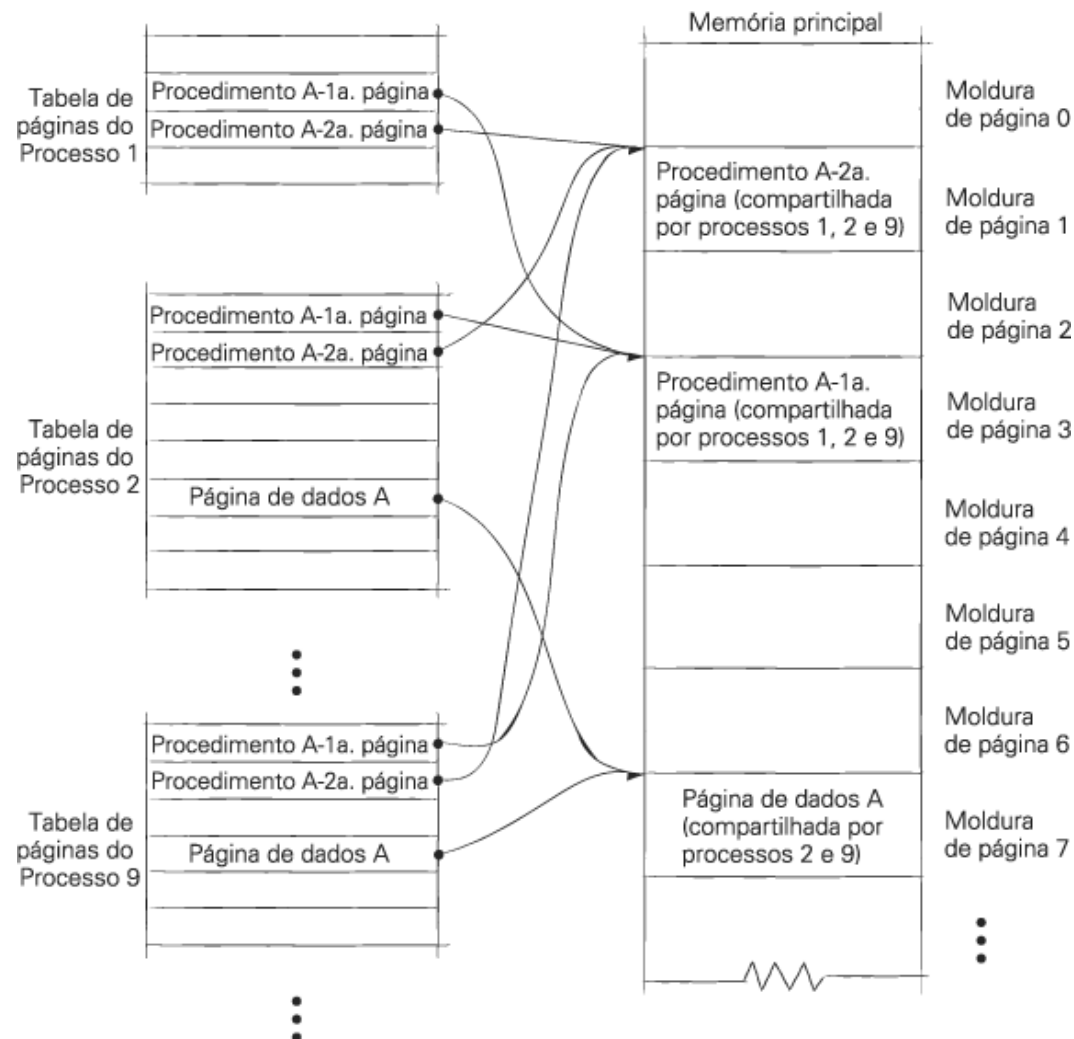 Memória principal
Tabela de
páginas do
Processo 1
Procedimento A-1a. página
Procedimento A-2a. página
Tabela de
páginas do
Processo 2
Procedimento A-1a. página
Procedimento A-2a. página
Página de dados A
Tabela de
páginas do
Processo 9
Procedimento A-1a. página
Procedimento A-2a. página
Página de dados A
Moldura
de página 0
Procedimento A-2a.
página (compartilhada
por processos 1, 2 e 9)
Moldura
de página 1
Moldura
de página 2
Procedimento A-1a.
página (compartilhada
por processos 1, 2 e 9)
Moldura
de página 3
Moldura
de página 4
Moldura
de página 5
Moldura
de página 6
Página de dados A
(compartilhada por
processos 2 e 9)
Moldura
de página 7